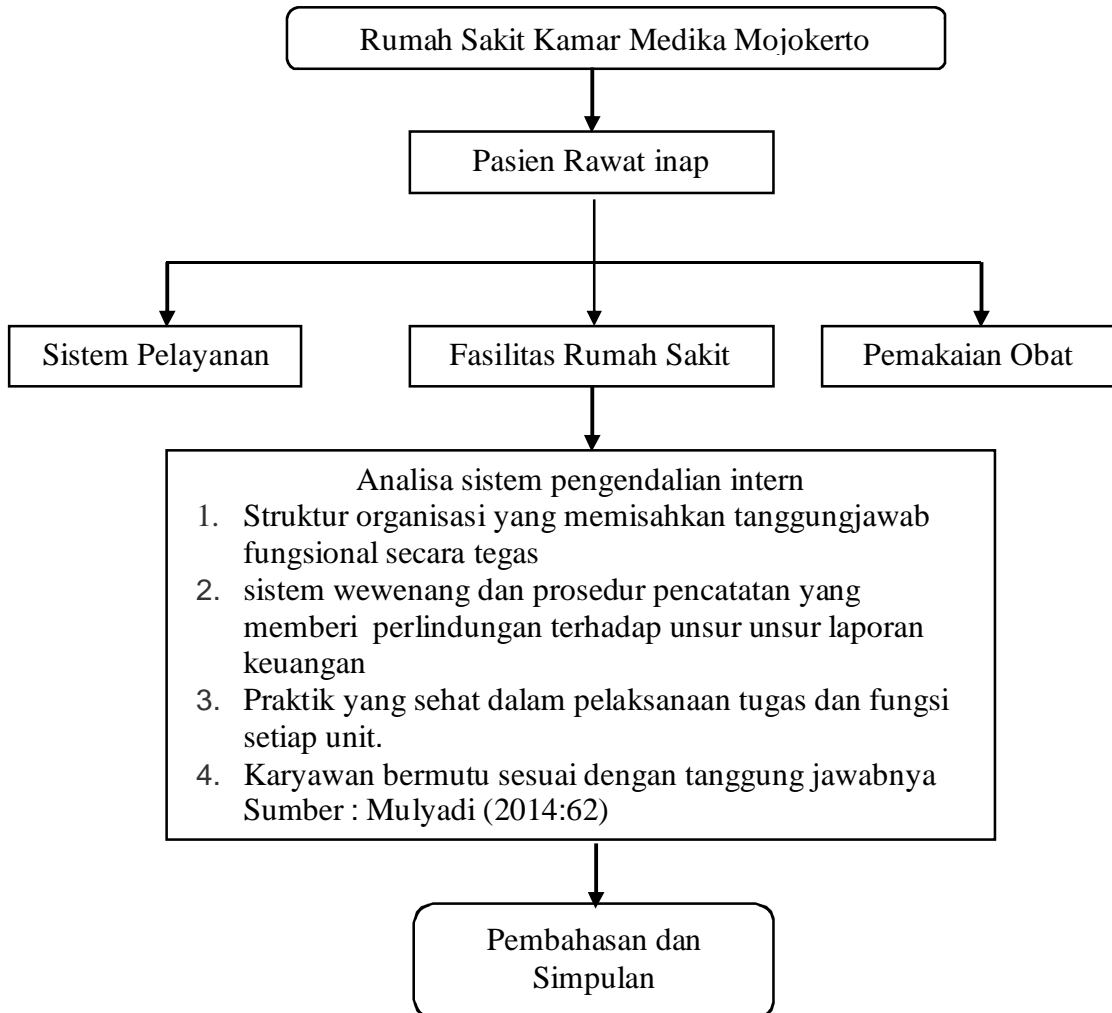 Rumah Sakit Kamar Medika Mojokerto
Pasien Rawat inap
Sistem Pelayanan
Fasilitas Rumah Sakit
Pemakaian Obat
Analisa sistem pengendalian intern
1. Struktur organisasi yang memisahkan tanggungjawab
fungsional secara tegas
2. sistem wewenang dan prosedur pencatatan yang
memberi perlindungan terhadap unsur unsur laporan
keuangan
3. Praktik yang sehat dalam pelaksanaan tugas dan fungsi
setiap unit.
4. Karyawan bermutu sesuai dengan tanggung jawabnya
Sumber : Mulyadi (2014:62)
Pembahasan dan
Simpulan